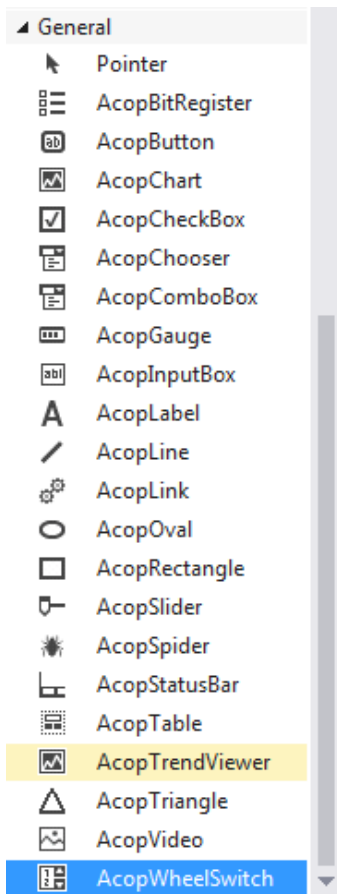 General
Pointer
AcopBitRegister
AcopButton
AcopChart
AcopCheckBox
AcopChooser
AcopComboBox
AcopGauge
AcopInputBox
AcopLabel
AcopLine
AcopLink
AcopOval
AcopRectangle
AcopSlider
AcopSpider
AcopStatusBar
AcopTable
AcopTrendViewer
AcopTriangle
AcopVideo
AcopWheelSwitch